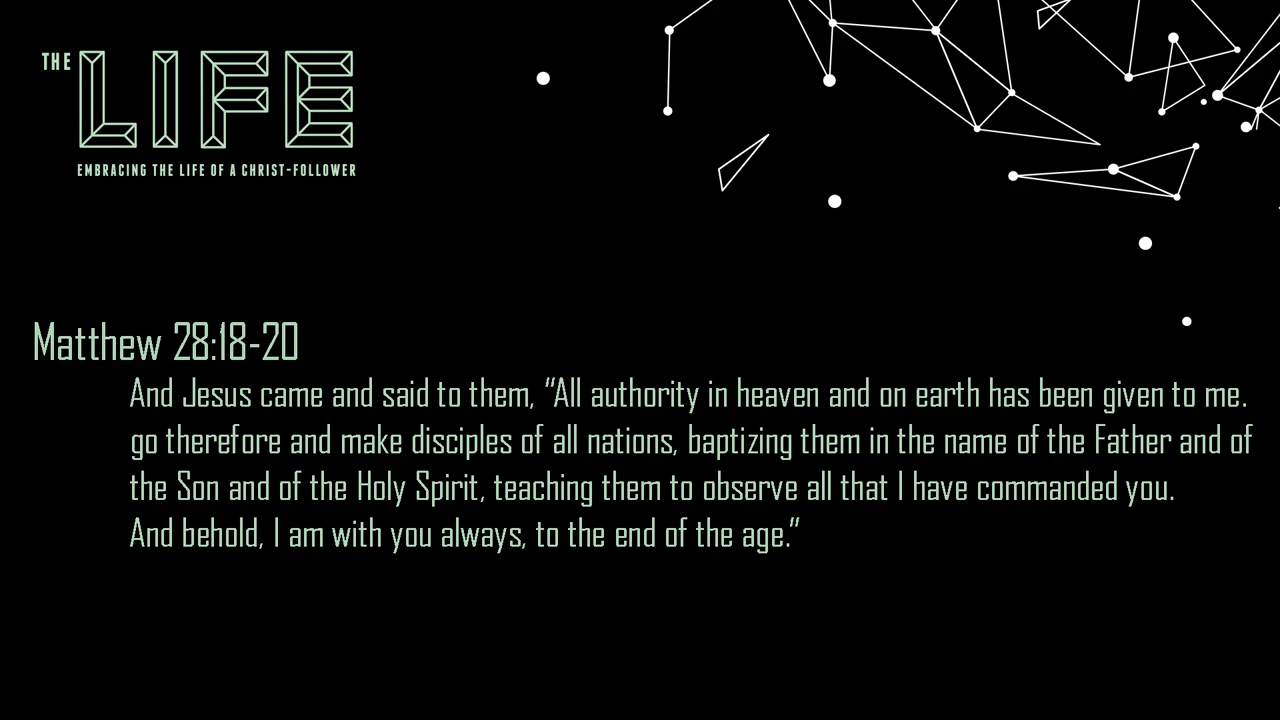 THE
LIFE
EMBRACING THE LIFE OF A CHRIST-FOLLOWER
Matthew 28:18-20
And Jesus came and said to them, “All authority in heaven and on earth has been given to me.
go therefore and make disciples of all nations, baptizing them in the name of the Father and of
the Son and of the Holy Spirit, teaching them to observe all that I have commanded you.
And behold, I am with you always, to the end of the age.”